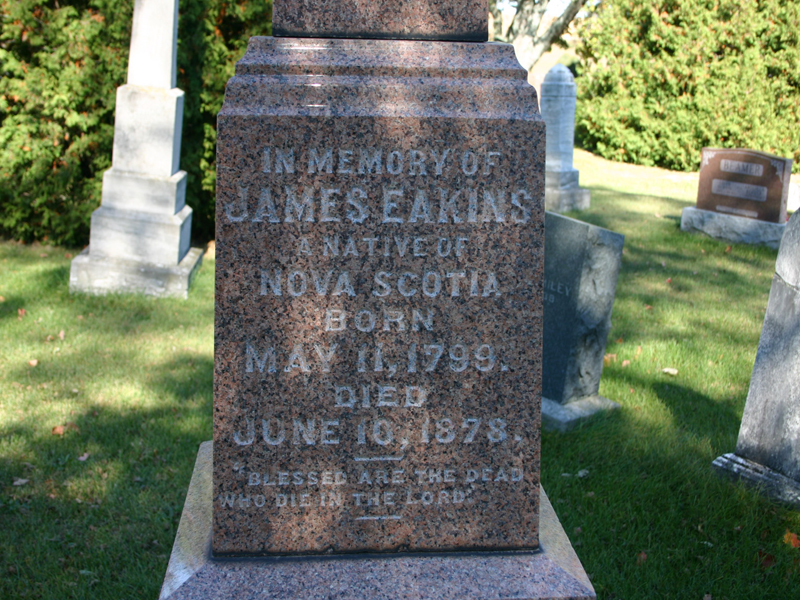 IN MEMORY OF
JAMES EAKINS
A NATIVE OF
NOVA SCOTIA
BORN
MAY 11, 1799.
DIED
JUNE 10, 1878.
"BLESSED ARE THE DEAD
WHO DIE IN THE LORD"